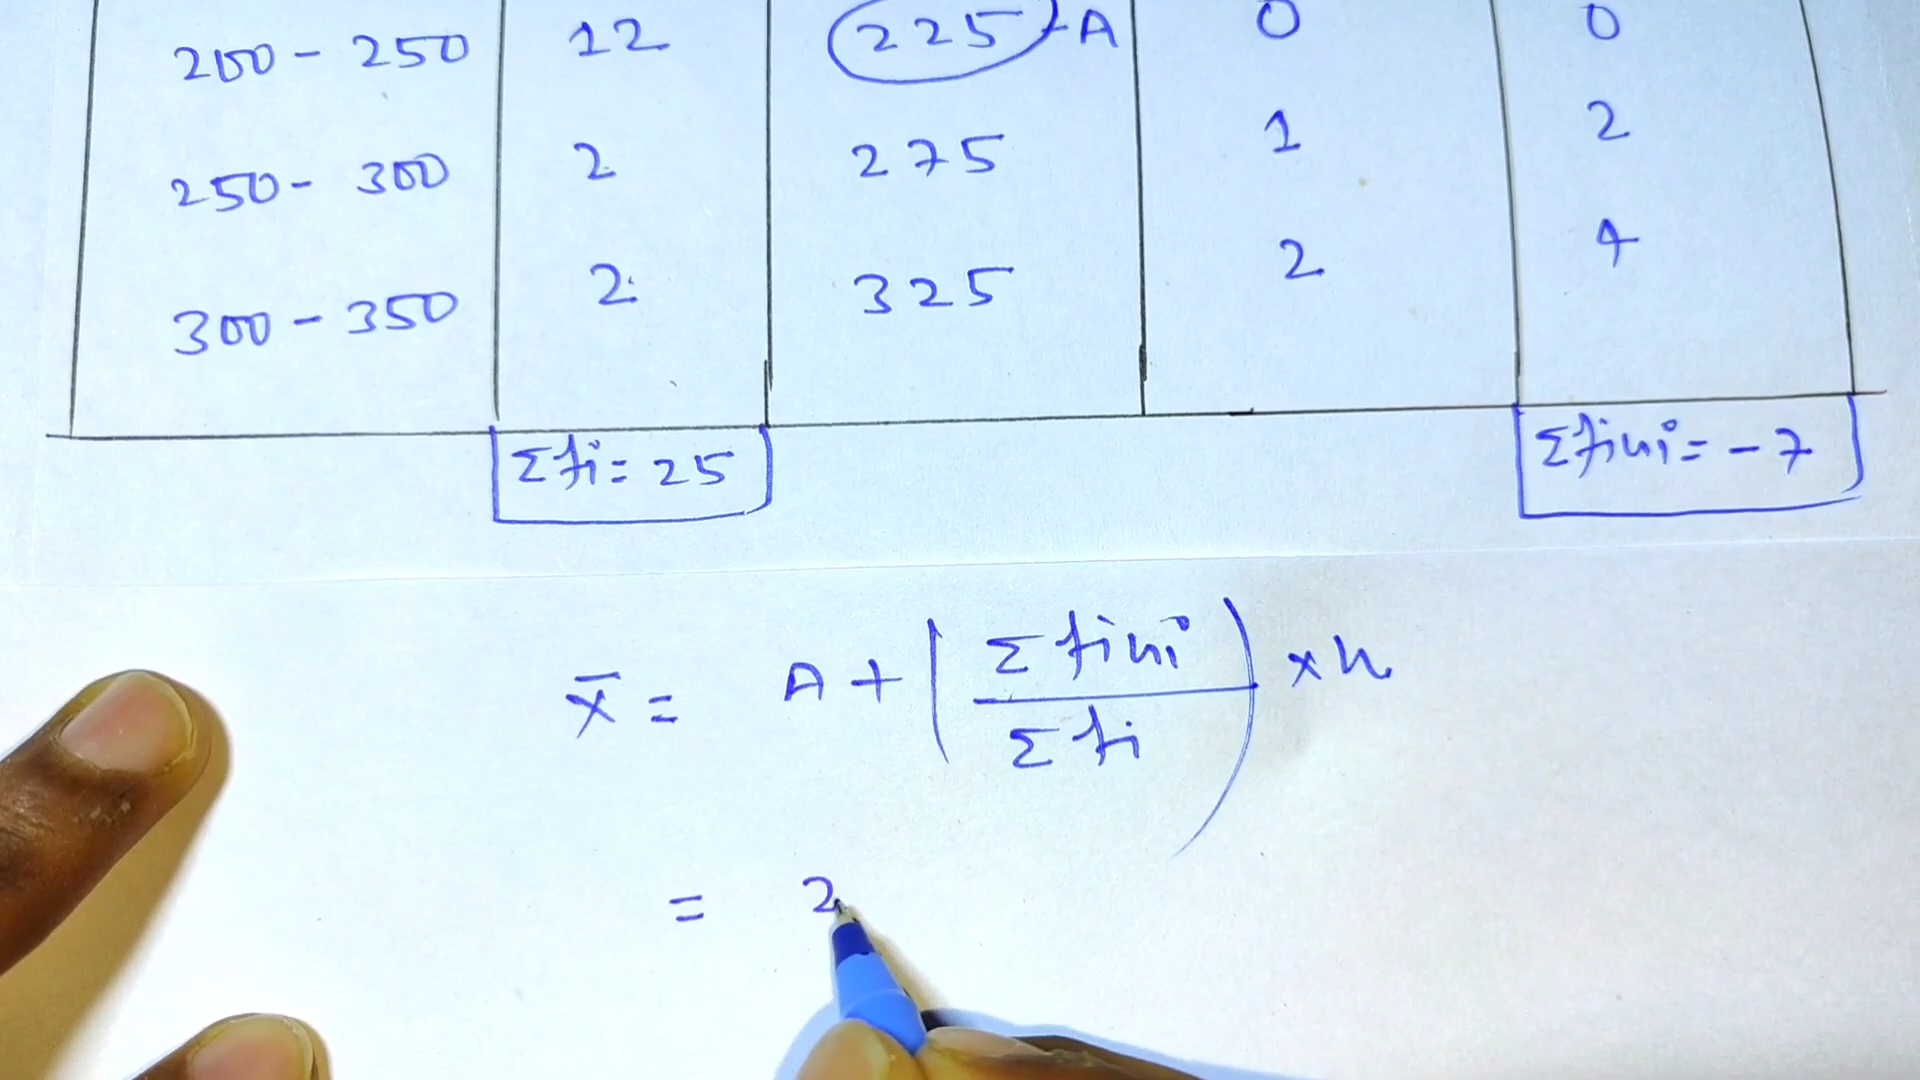 200 - 250 12 225 - A 0 0
250 - 300 2 275 1 2
300 - 350 2 325 2 4
Σfi = 25 Σfiui = -7
x̄ = A + (Σfiui / Σfi) × h
= 2